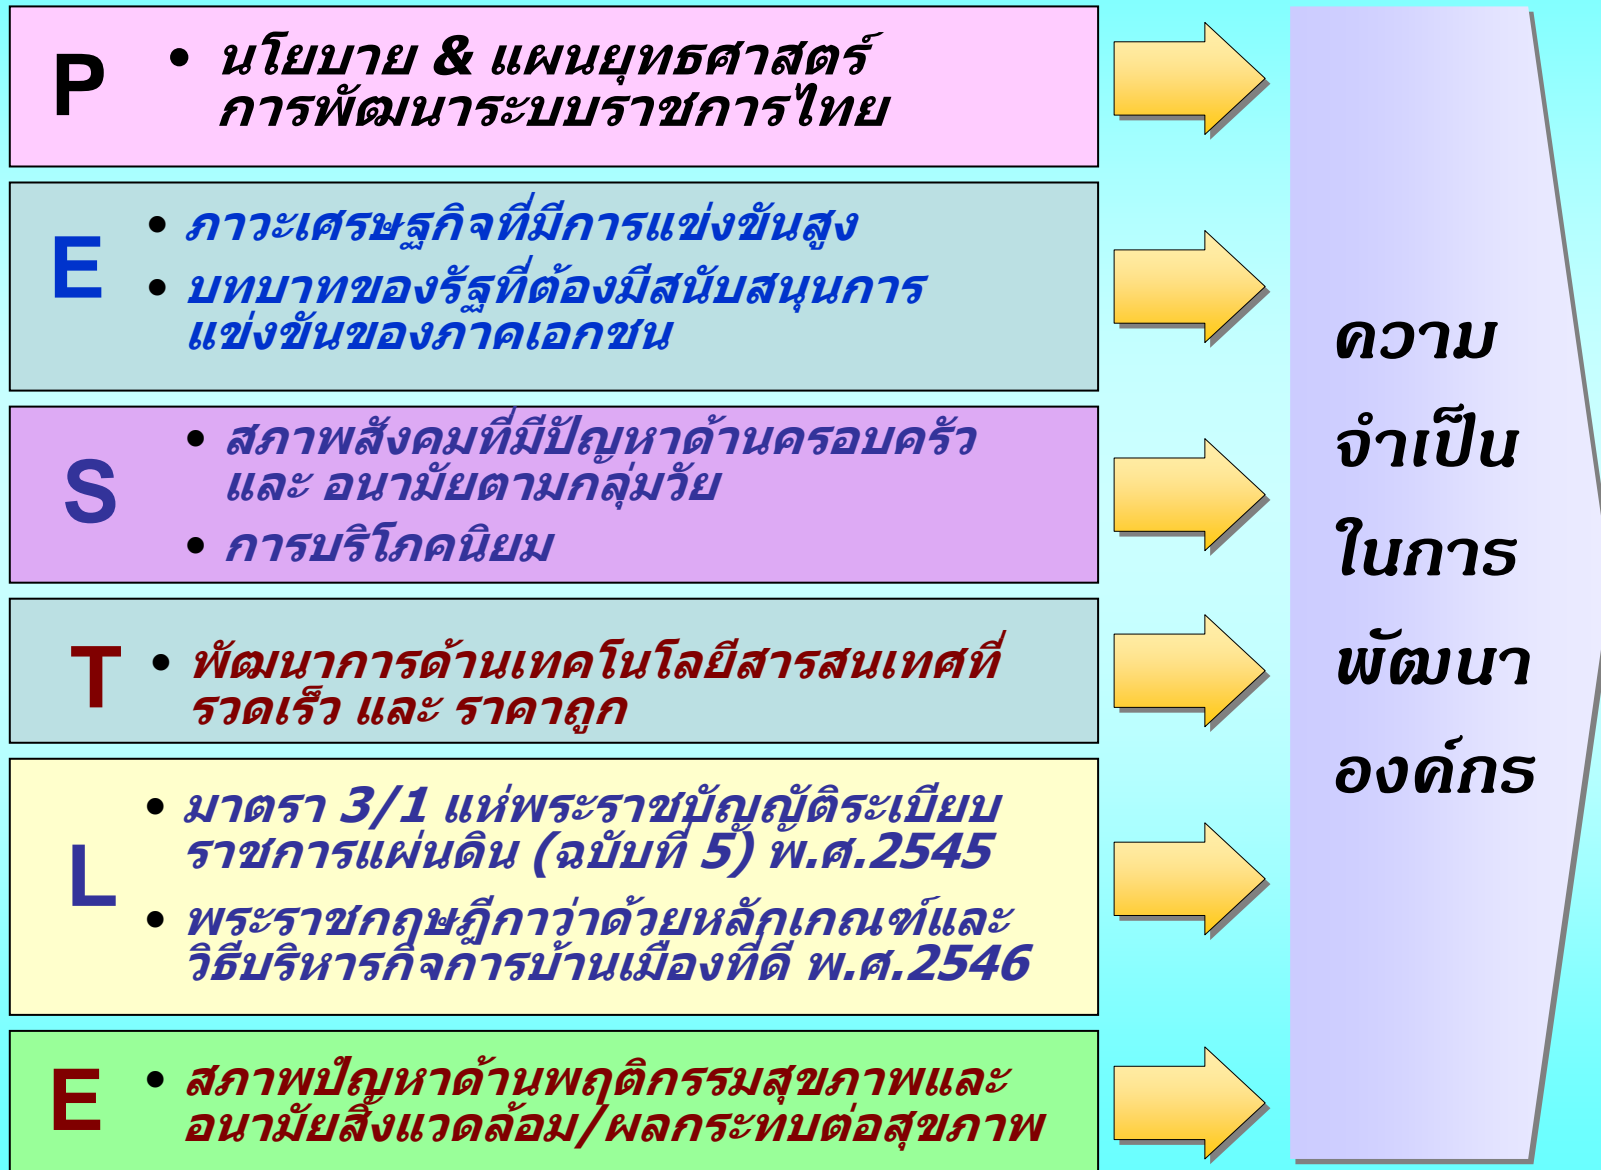 P
• นโยบาย & แผนยุทธศาสตร์
การพัฒนาระบบราชการไทย
E
• ภาวะเศรษฐกิจที่มีการแข่งขันสูง
• บทบาทของรัฐที่ต้องมีสนับสนุนการ
แข่งขันของภาคเอกชน
S
• สภาพสังคมที่มีปัญหาด้านครอบครัว
และ อนามัยตามกลุ่มวัย
• การบริโภคนิยม
T
• พัฒนาการด้านเทคโนโลยีสารสนเทศที่
รวดเร็ว และ ราคาถูก
L
• มาตรา 3/1 แห่พระราชบัญญัติระเบียบ
ราชการแผ่นดิน (ฉบับที่ 5) พ.ศ.2545
• พระราชกฤษฎีกาว่าด้วยหลักเกณฑ์และ
วิธีบริหารกิจการบ้านเมืองที่ดี พ.ศ.2546
E
• สภาพปัญหาด้านพฤติกรรมสุขภาพและ
อนามัยสิ่งแวดล้อม/ผลกระทบต่อสุขภาพ
ความ
จำเป็น
ในการ
พัฒนา
องค์กร